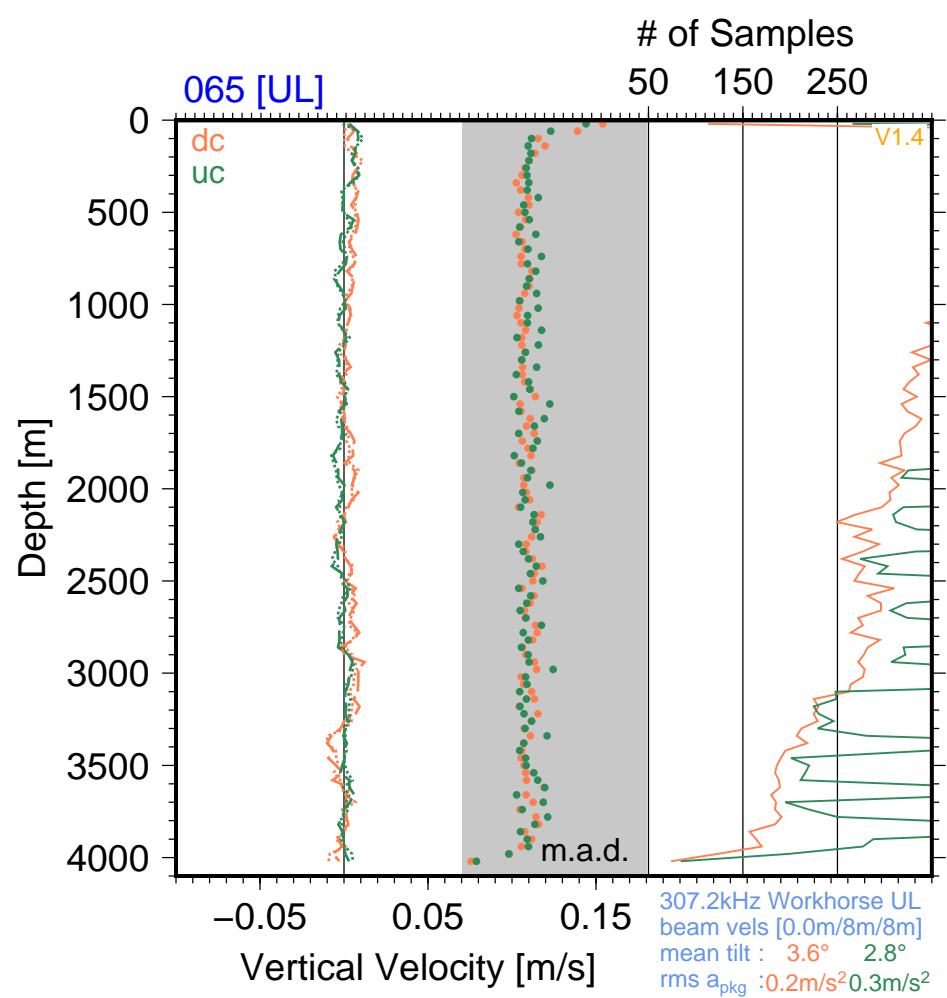 # of Samples
50 150 250
065 [UL]
dc
uc
V1.4
0
500
1000
1500
2000
2500
3000
3500
4000
Depth [m]
m.a.d.
−0.05 0.05 0.15
Vertical Velocity [m/s]
307.2kHz Workhorse UL
beam vels [0.0m/8m/8m]
mean tilt : 3.6° 2.8°
rms a_pkg :0.2m/s² 0.3m/s²